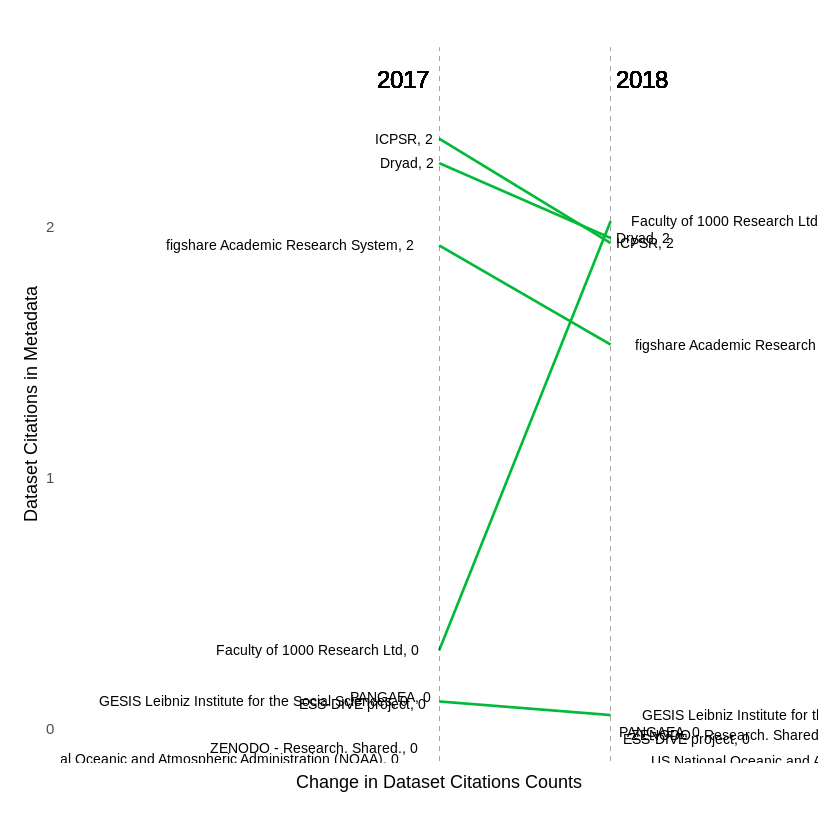 2017
2018
ICPSR, 2
Dryad, 2
figshare Academic Research System, 2
Faculty of 1000 Research Ltd
Dryad, 2
ICPSR, 2
figshare Academic Research
2
1
0
Dataset Citations in Metadata
Faculty of 1000 Research Ltd, 0
PANGAEA, 0
GESIS Leibniz Institute for the Social Sciences, 0
ESS-DIVE project, 0
ZENODO - Research. Shared., 0
al Oceanic and Atmospheric Administration (NOAA), 0
GESIS Leibniz Institute for th
PANGAEA, 0
ZENODO - Research. Shared
ESS-DIVE project, 0
US National Oceanic and A
Change in Dataset Citations Counts